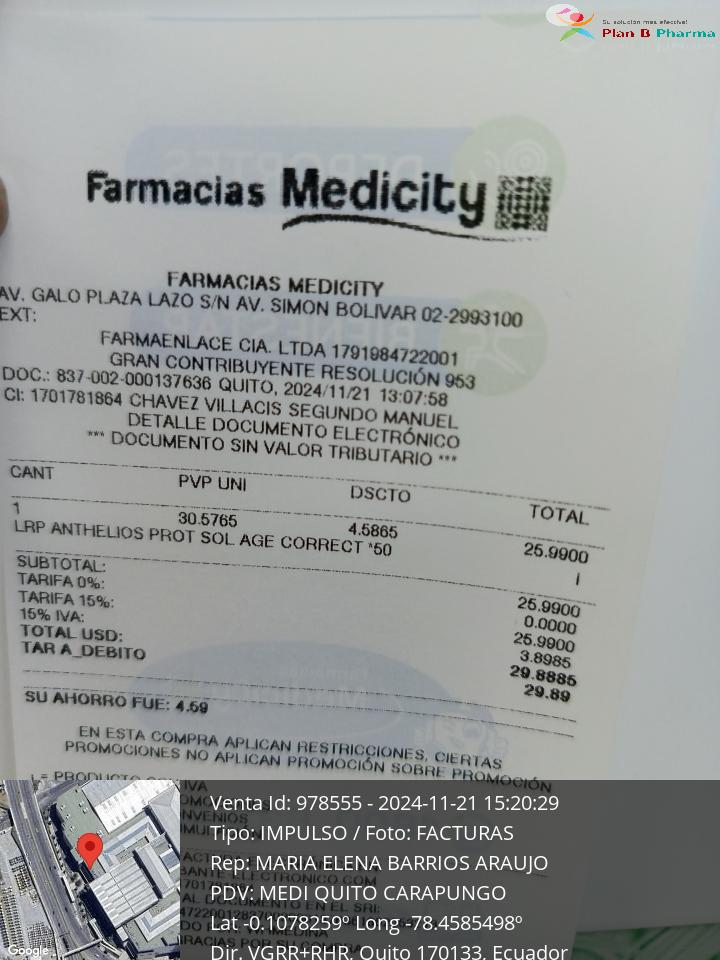 Su solución más efectiva!
Plan B Pharma
Farmacias Medicity
FARMACIAS MEDICITY
AV. GALO PLAZA LAZO S/N AV. SIMON BOLIVAR 02-2993100
EXT:
FARMAENLACE CIA. LTDA 1791984722001
GRAN CONTRIBUYENTE RESOLUCIÓN 953
DOC.: 837-002-000137636 QUITO, 2024/11/21 13:07:58
CI: 1701781864 CHAVEZ VILLACIS SEGUNDO MANUEL
DETALLE DOCUMENTO ELECTRÓNICO
*** DOCUMENTO SIN VALOR TRIBUTARIO ***
CANT PVP UNI DSCTO TOTAL
1 30.5765 4.5865 25.9900
LRP ANTHELIOS PROT SOL AGE CORRECT *50 I
SUBTOTAL: 25.9900
TARIFA 0%: 0.0000
TARIFA 15%: 25.9900
15% IVA: 3.8985
TOTAL USD: 29.8885
TAR A_DEBITO 29.89
SU AHORRO FUE: 4.59
EN ESTA COMPRA APLICAN RESTRICCIONES, CIERTAS
PROMOCIONES NO APLICAN PROMOCIÓN SOBRE PROMOCIÓN
Venta Id: 978555 - 2024-11-21 15:20:29
Tipo: IMPULSO / Foto: FACTURAS
Rep: MARIA ELENA BARRIOS ARAUJO
PDV: MEDI QUITO CARAPUNGO
Lat -0.1078259º Long -78.4585498º
Dir. VGRR+RHR, Quito 170133, Ecuador
Google